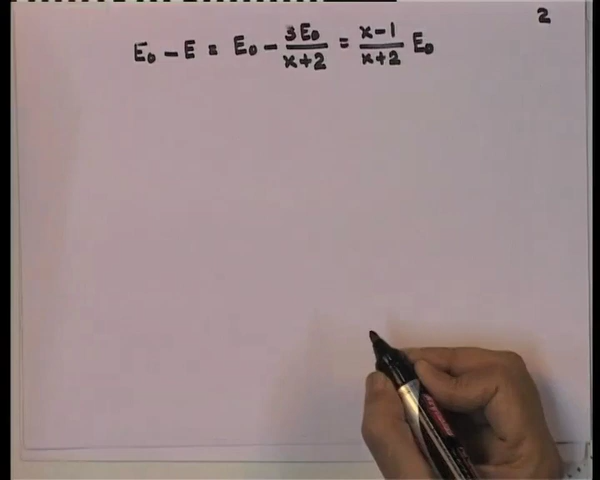 2
E₀ − E = E₀ − 3E₀/(κ+2) = (κ−1)/(κ+2) E₀